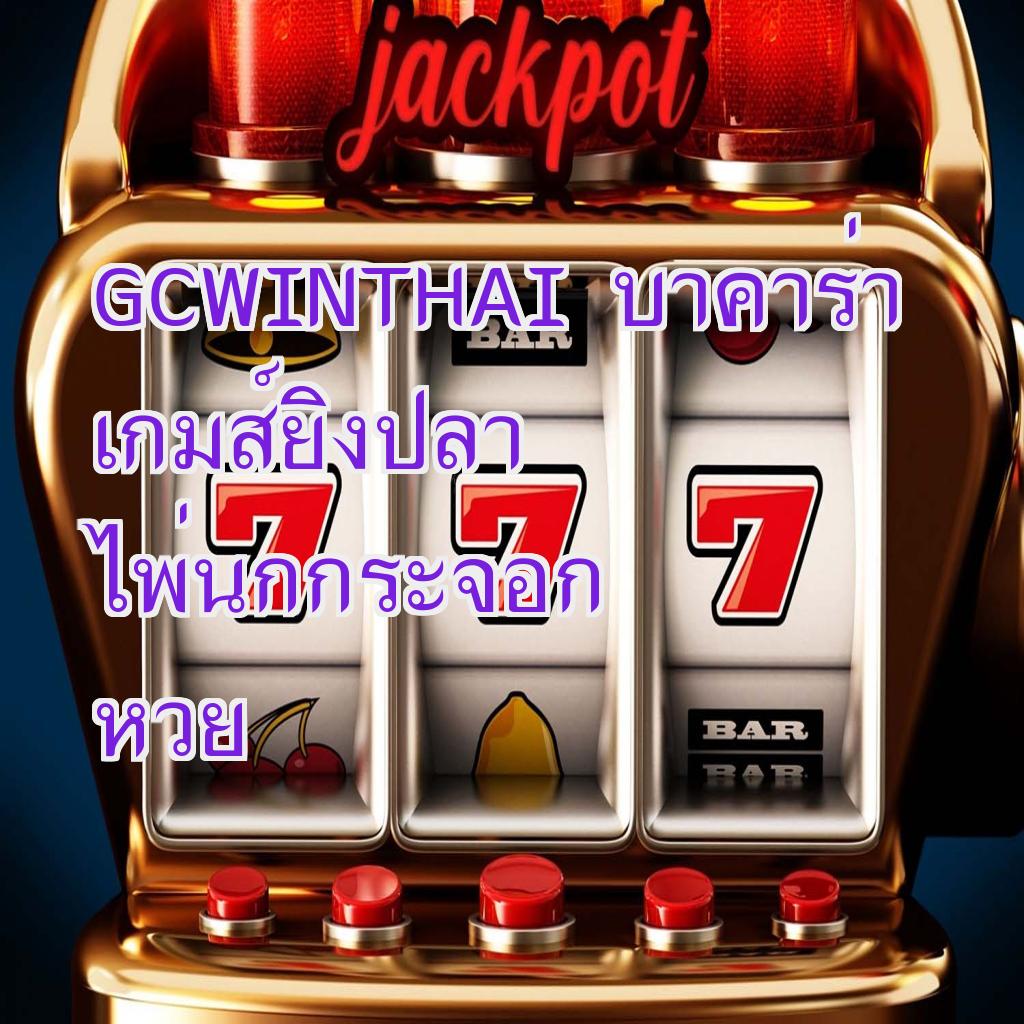 jackpot
GCWINTHAI บาคาร่า
BAR
เกมส์ยิงปลา
7 7 7
ไพ่นกกระจอก
หวย
BAR
BAR